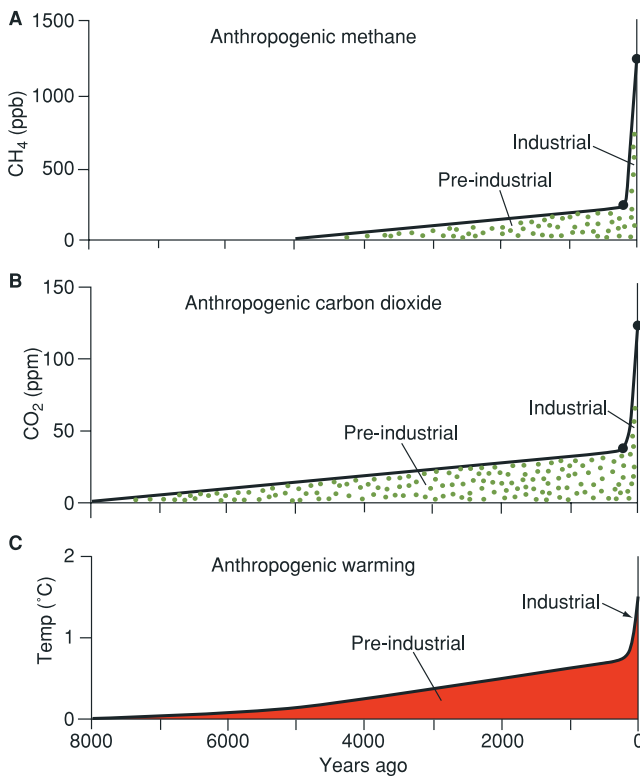 A
1500
Anthropogenic methane
1000
CH₄ (ppb)
Industrial
500
Pre-industrial
0
B
150
Anthropogenic carbon dioxide
100
CO₂ (ppm)
Industrial
Pre-industrial
50
0
C
2
Anthropogenic warming
Industrial
Temp (˚C)
1
Pre-industrial
0
8000 6000 4000 2000 0
Years ago